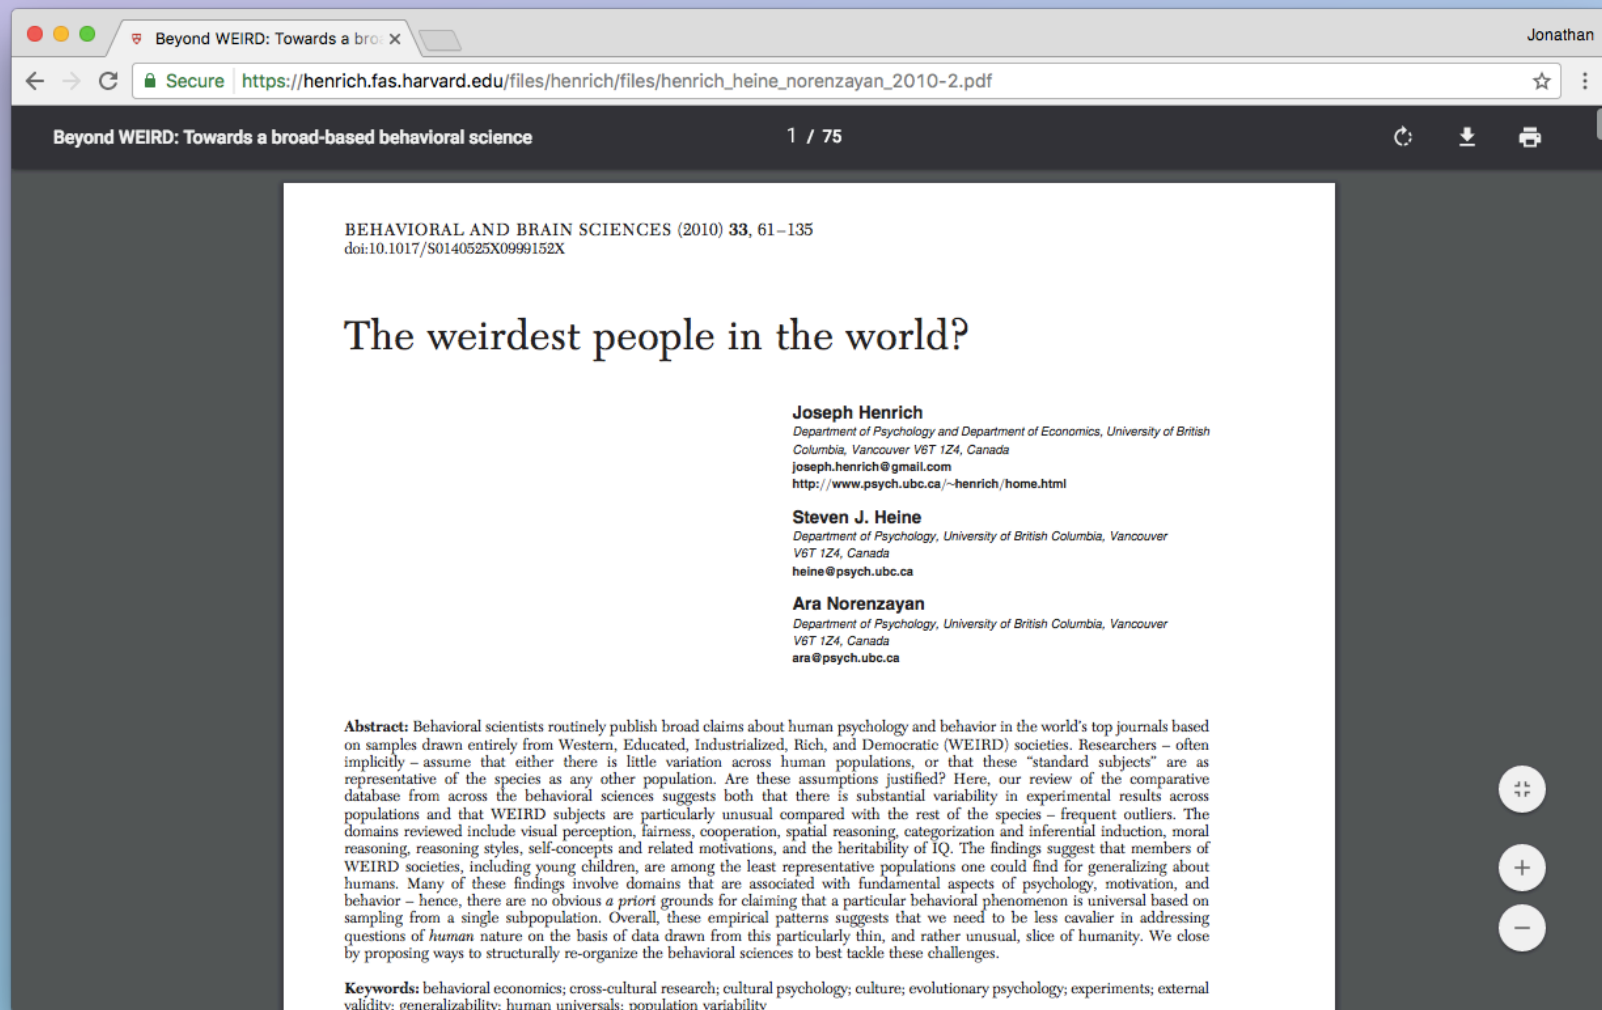 Beyond WEIRD: Towards a bro
Jonathan
Secure https://henrich.fas.harvard.edu/files/henrich/files/henrich_heine_norenzayan_2010-2.pdf
Beyond WEIRD: Towards a broad-based behavioral science
1 / 75
BEHAVIORAL AND BRAIN SCIENCES (2010) 33, 61–135
doi:10.1017/S0140525X0999152X
The weirdest people in the world?
Joseph Henrich
Department of Psychology and Department of Economics, University of British
Columbia, Vancouver V6T 1Z4, Canada
joseph.henrich@gmail.com
http://www.psych.ubc.ca/~henrich/home.html
Steven J. Heine
Department of Psychology, University of British Columbia, Vancouver
V6T 1Z4, Canada
heine@psych.ubc.ca
Ara Norenzayan
Department of Psychology, University of British Columbia, Vancouver
V6T 1Z4, Canada
ara@psych.ubc.ca
Abstract: Behavioral scientists routinely publish broad claims about human psychology and behavior in the world's top journals based
on samples drawn entirely from Western, Educated, Industrialized, Rich, and Democratic (WEIRD) societies. Researchers – often
implicitly – assume that either there is little variation across human populations, or that these “standard subjects” are as
representative of the species as any other population. Are these assumptions justified? Here, our review of the comparative
database from across the behavioral sciences suggests both that there is substantial variability in experimental results across
populations and that WEIRD subjects are particularly unusual compared with the rest of the species – frequent outliers. The
domains reviewed include visual perception, fairness, cooperation, spatial reasoning, categorization and inferential induction, moral
reasoning, reasoning styles, self-concepts and related motivations, and the heritability of IQ. The findings suggest that members of
WEIRD societies, including young children, are among the least representative populations one could find for generalizing about
humans. Many of these findings involve domains that are associated with fundamental aspects of psychology, motivation, and
behavior – hence, there are no obvious a priori grounds for claiming that a particular behavioral phenomenon is universal based on
sampling from a single subpopulation. Overall, these empirical patterns suggests that we need to be less cavalier in addressing
questions of human nature on the basis of data drawn from this particularly thin, and rather unusual, slice of humanity. We close
by proposing ways to structurally re-organize the behavioral sciences to best tackle these challenges.
Keywords: behavioral economics; cross-cultural research; cultural psychology; culture; evolutionary psychology; experiments; external
validity; generalizability; human universals; population variability